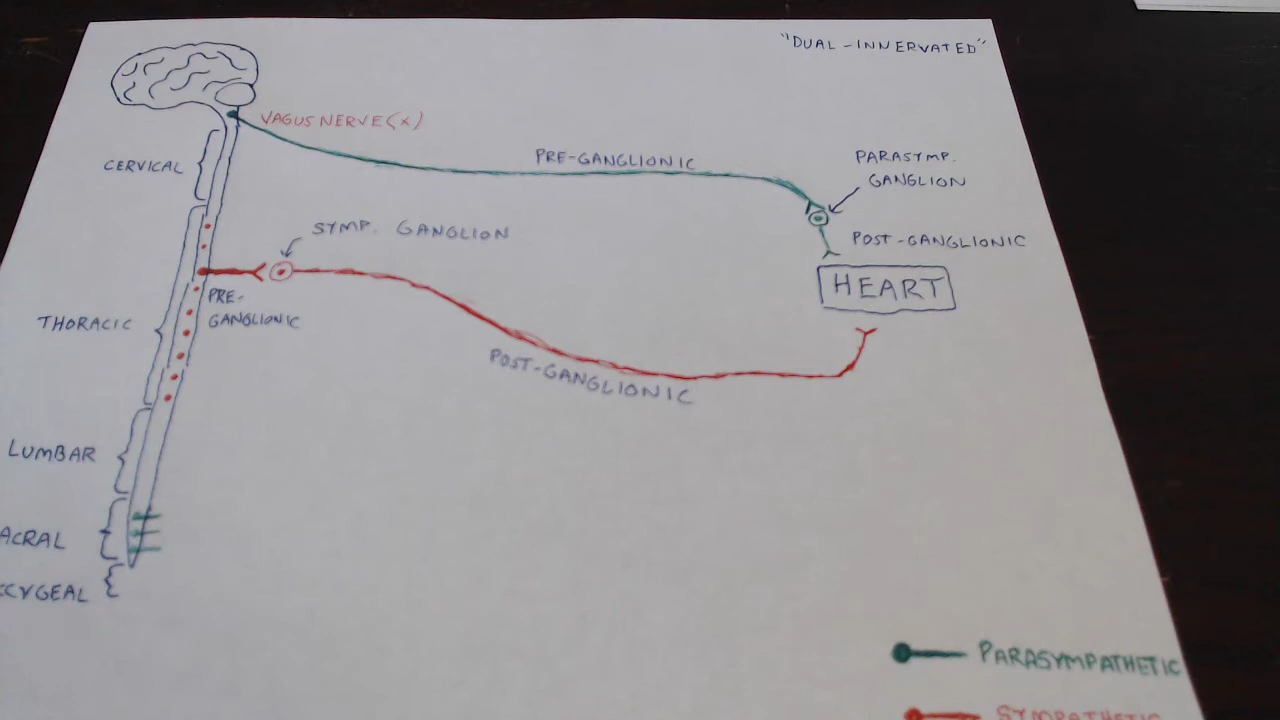 "DUAL-INNERVATED"
VAGUS NERVE (X)
CERVICAL
PRE-GANGLIONIC
PARASYMP.
GANGLION
SYMP. GANGLION
POST-GANGLIONIC
HEART
PRE-
GANGLIONIC
THORACIC
POST-GANGLIONIC
LUMBAR
ACRAL
CCYGEAL
PARASYMPATHETIC
SYMPATHETIC